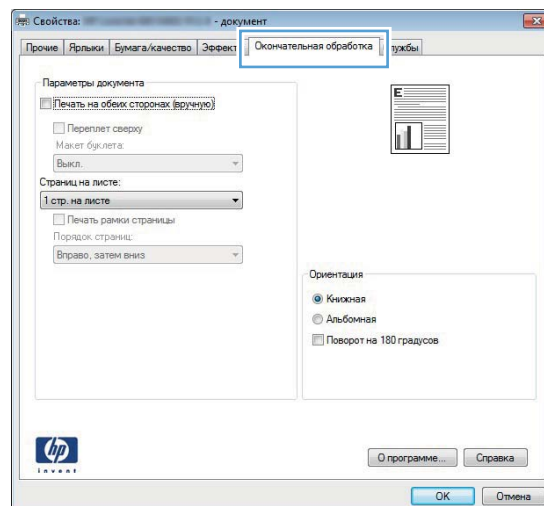 Свойства: - документ
Прочие Ярлыки Бумага/качество Эффект Окончательная обработка лужбы
Параметры документа
Печать на обеих сторонах (вручную)
Переплет сверху
Макет буклета:
Выкл.
Страниц на листе:
1 стр. на листе
Печать рамки страницы
Порядок страниц:
Вправо, затем вниз
E
Ориентация
Книжная
Альбомная
Поворот на 180 градусов
hp
invent
О программе... Справка
OK Отмена